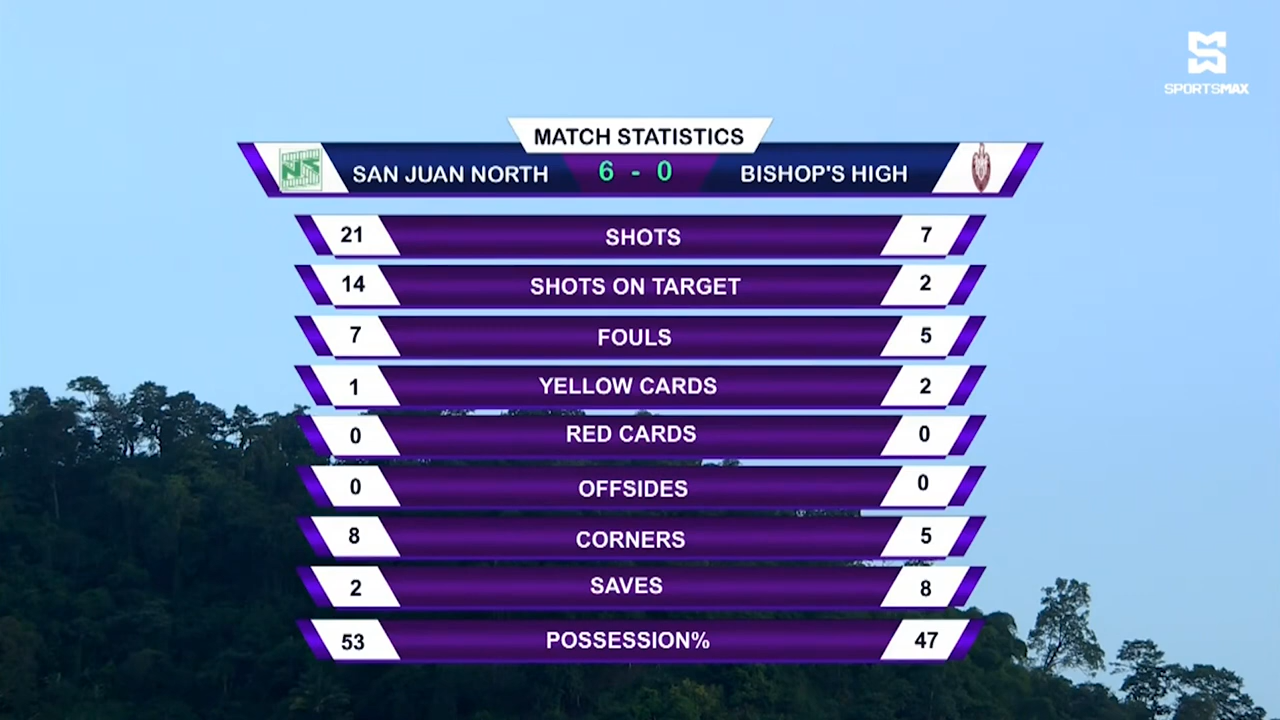 SPORTSMAX
MATCH STATISTICS
SAN JUAN NORTH 6 - 0 BISHOP'S HIGH
21 SHOTS 7
14 SHOTS ON TARGET 2
7 FOULS 5
1 YELLOW CARDS 2
0 RED CARDS 0
0 OFFSIDES 0
8 CORNERS 5
2 SAVES 8
53 POSSESSION% 47